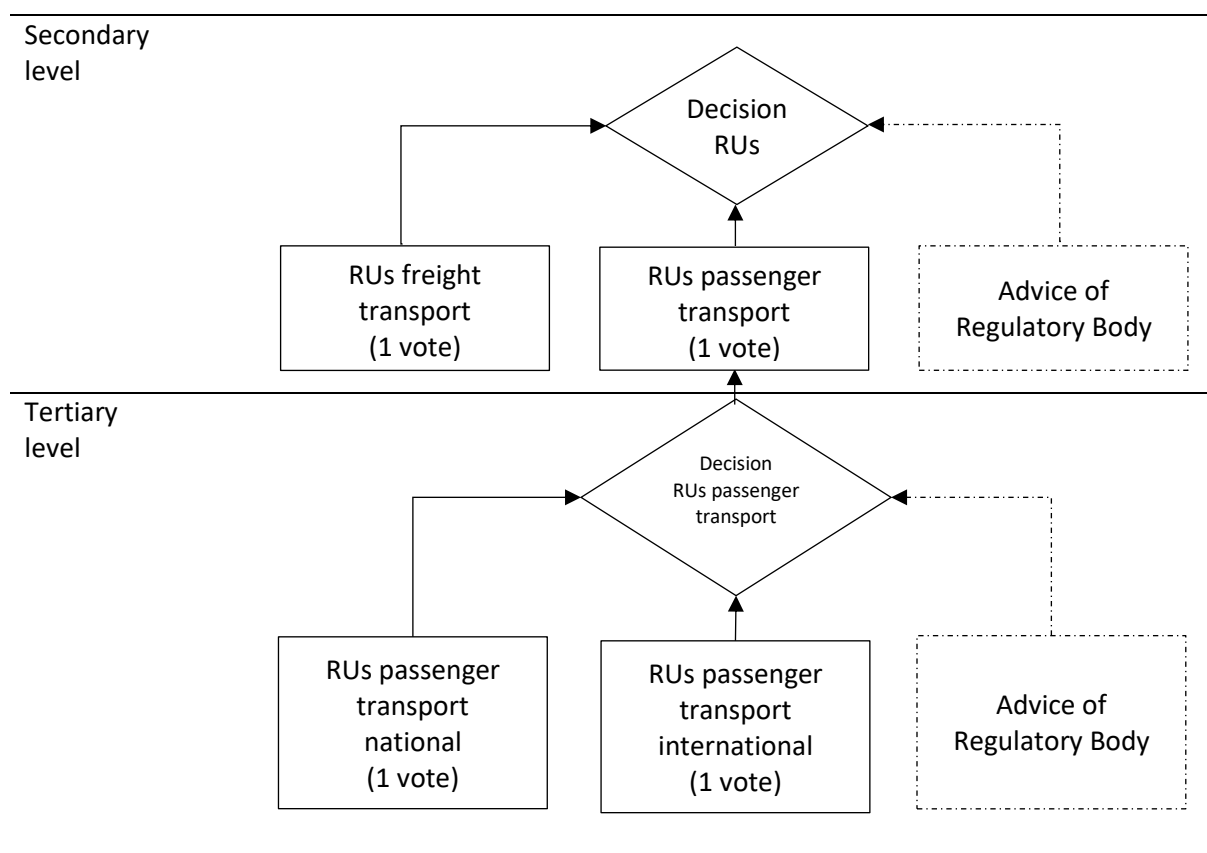 Secondary
level
Decision
RUs
RUs freight
transport
(1 vote)
RUs passenger
transport
(1 vote)
Advice of
Regulatory Body
Tertiary
level
Decision
RUs passenger
transport
RUs passenger
transport
national
(1 vote)
RUs passenger
transport
international
(1 vote)
Advice of
Regulatory Body